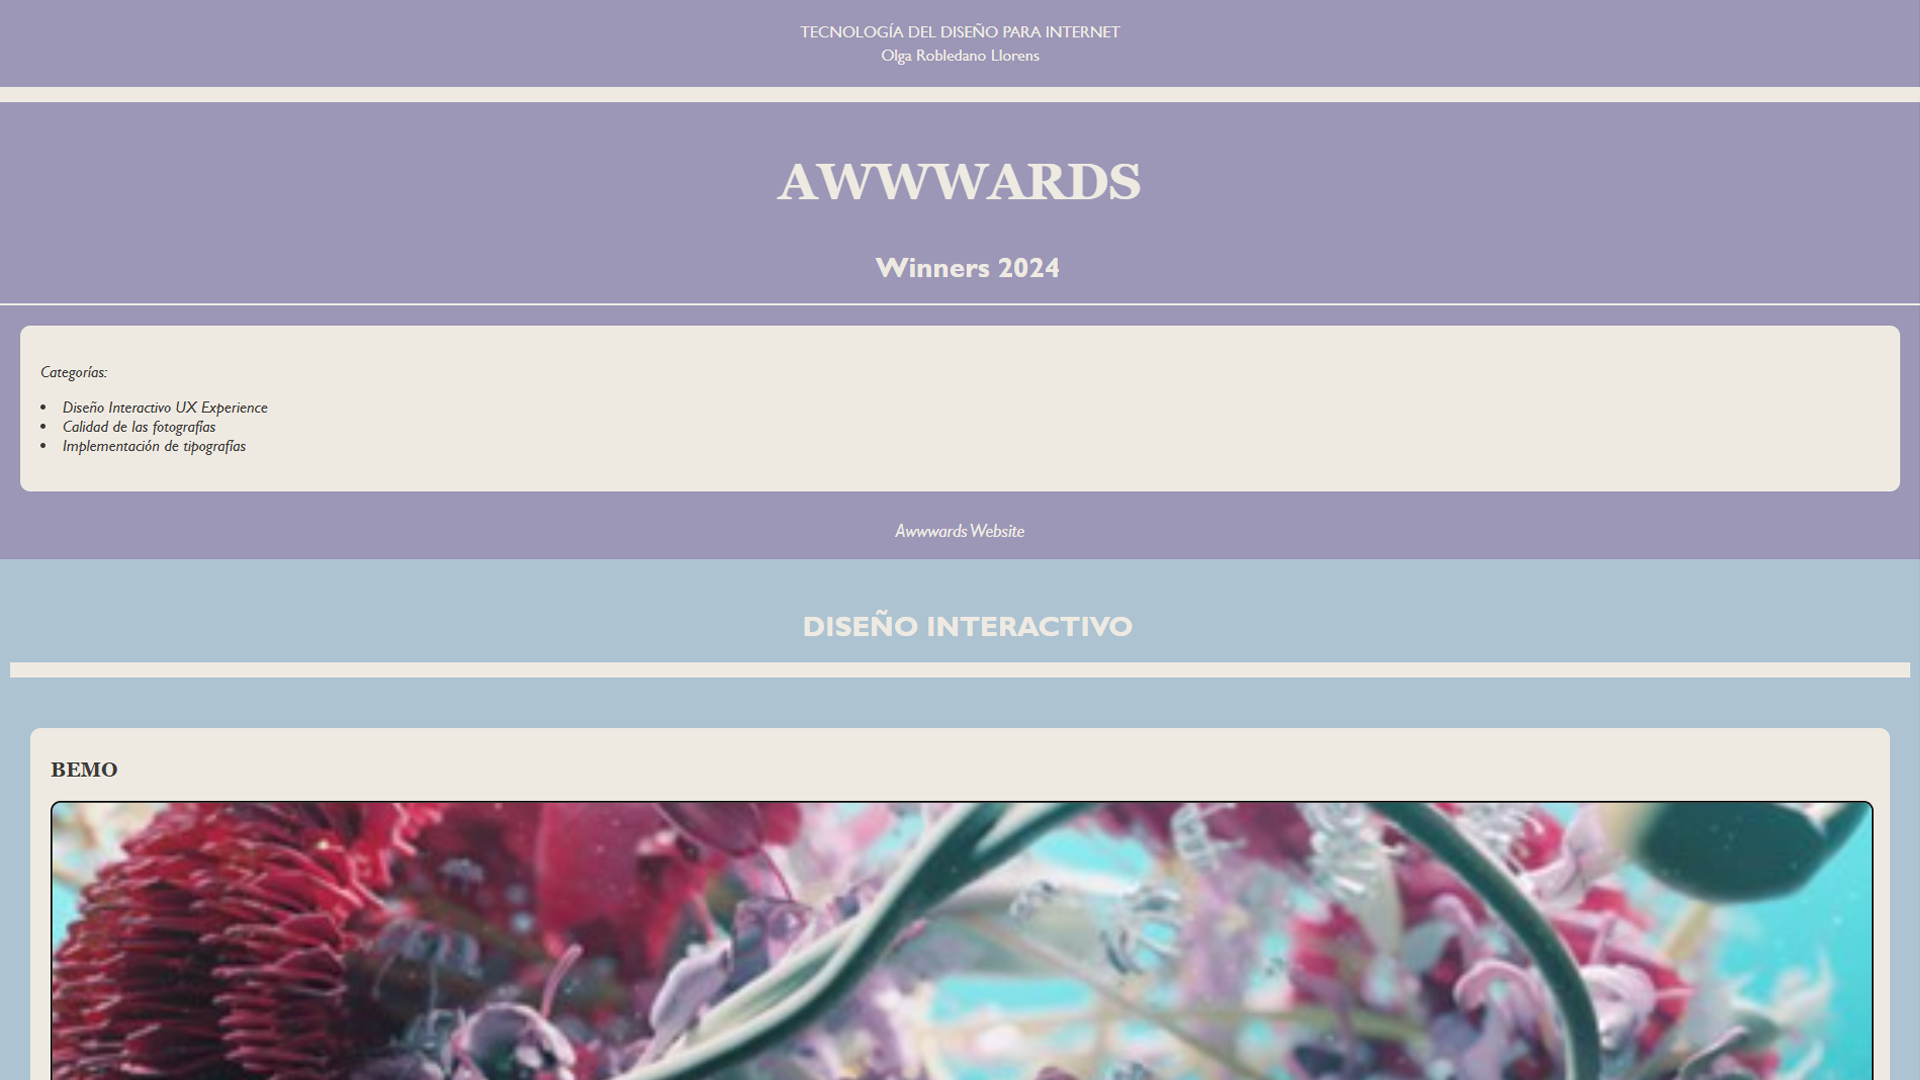 TECNOLOGÍA DEL DISEÑO PARA INTERNET
Olga Robledano Llorens
AWWWARDS
Winners 2024
Categorías:
Diseño Interactivo UX Experience
Calidad de las fotografías
Implementación de tipografías
Awwwards Website
DISEÑO INTERACTIVO
BEMO